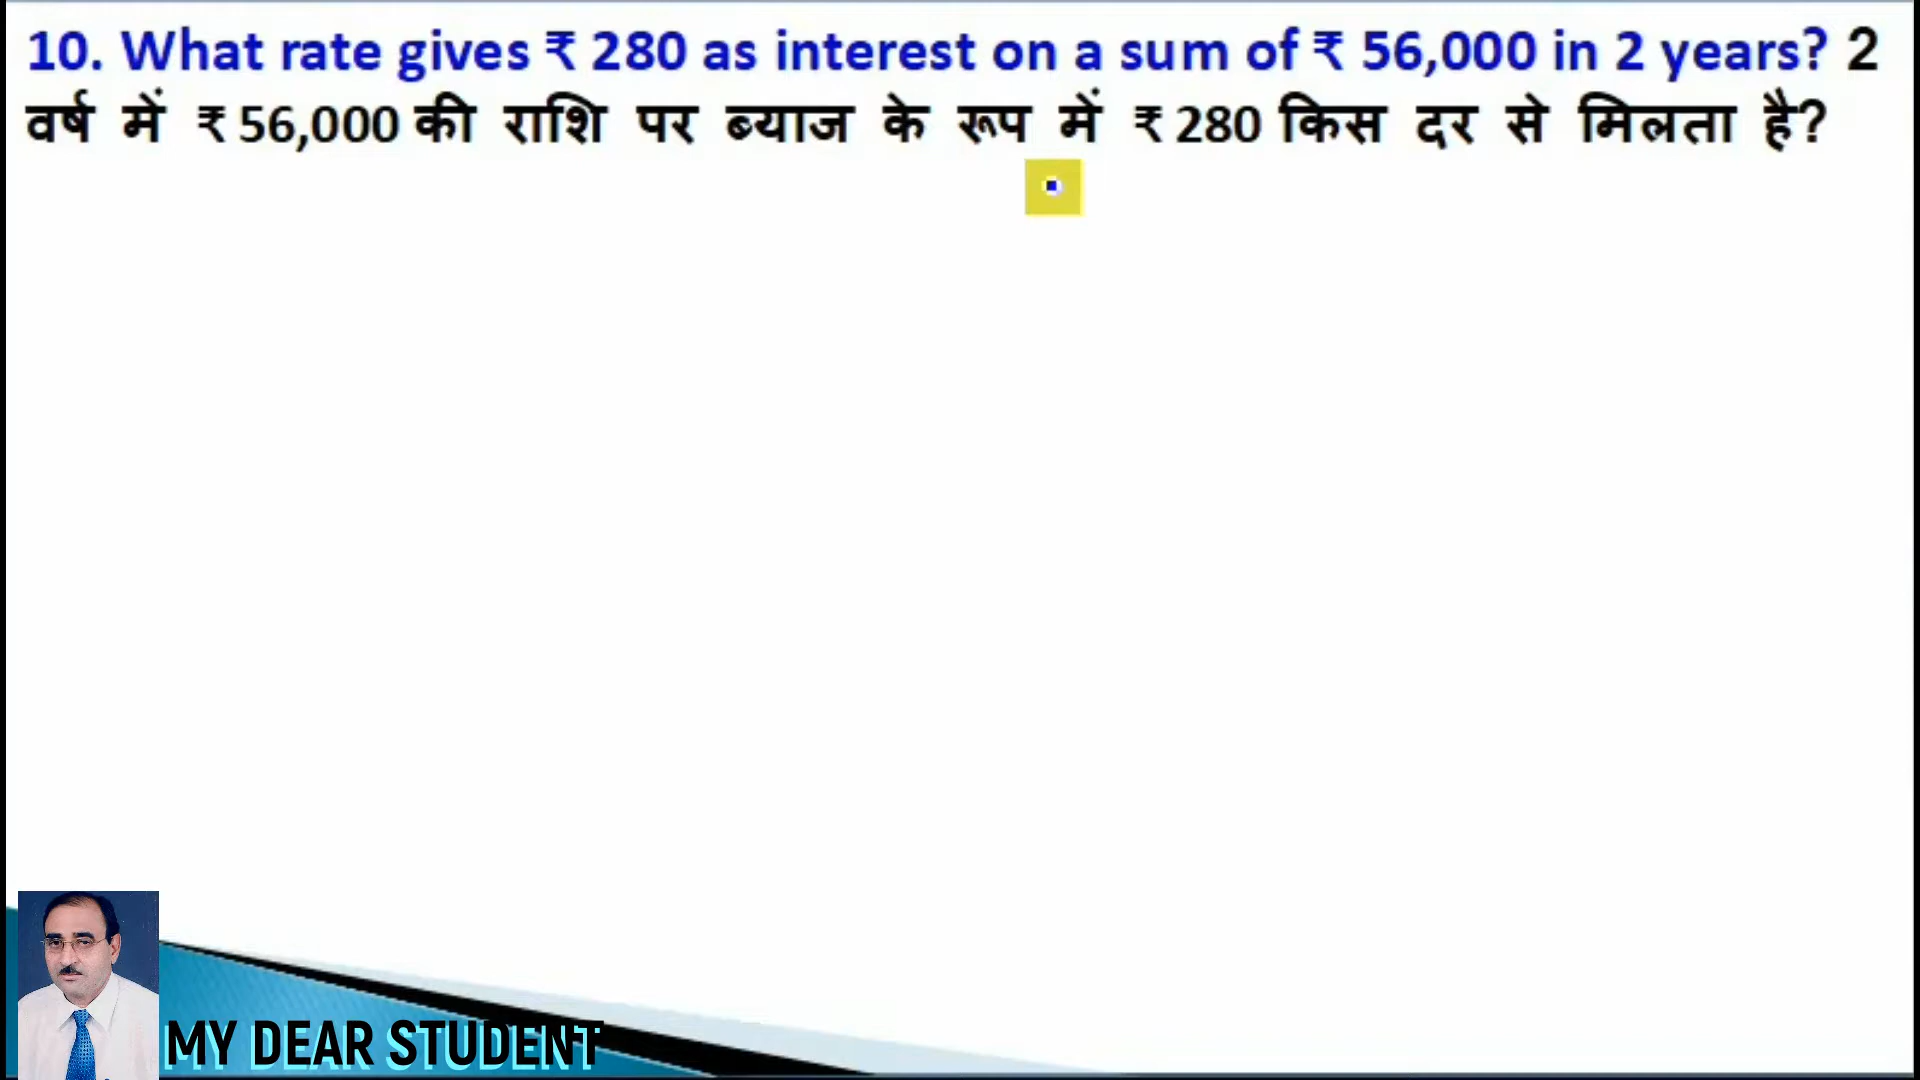 10. What rate gives ₹ 280 as interest on a sum of ₹ 56,000 in 2 years? 2
वर्ष में ₹ 56,000 की राशि पर ब्याज के रूप में ₹ 280 किस दर से मिलता है?
MY DEAR STUDENT